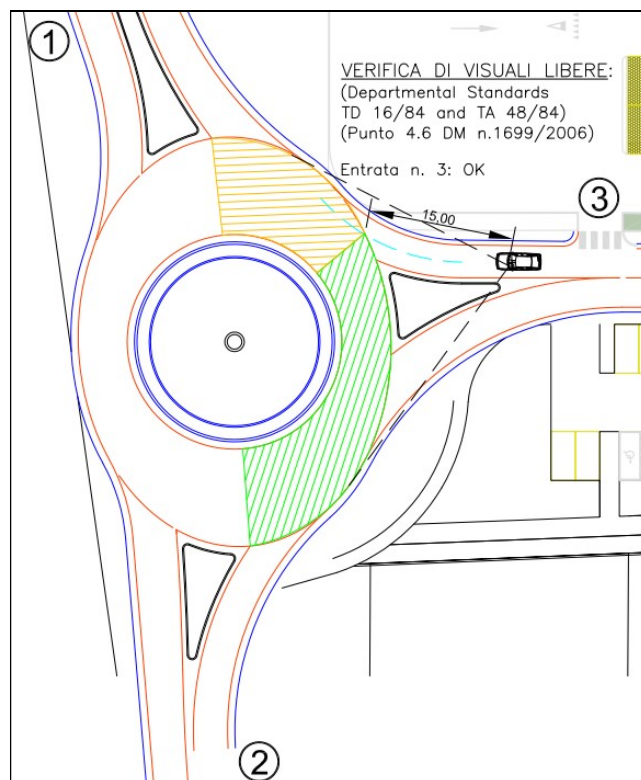 1
VERIFICA DI VISUALI LIBERE:
(Departmental Standards
TD 16/84 and TA 48/84)
(Punto 4.6 DM n.1699/2006)
Entrata n. 3: OK
3
15,00
2